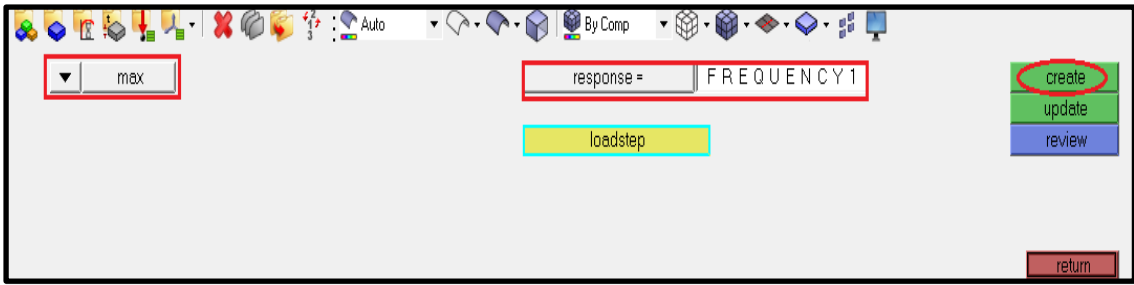 Auto By Comp
max response = FREQUENCY1 create
update
loadstep review
return